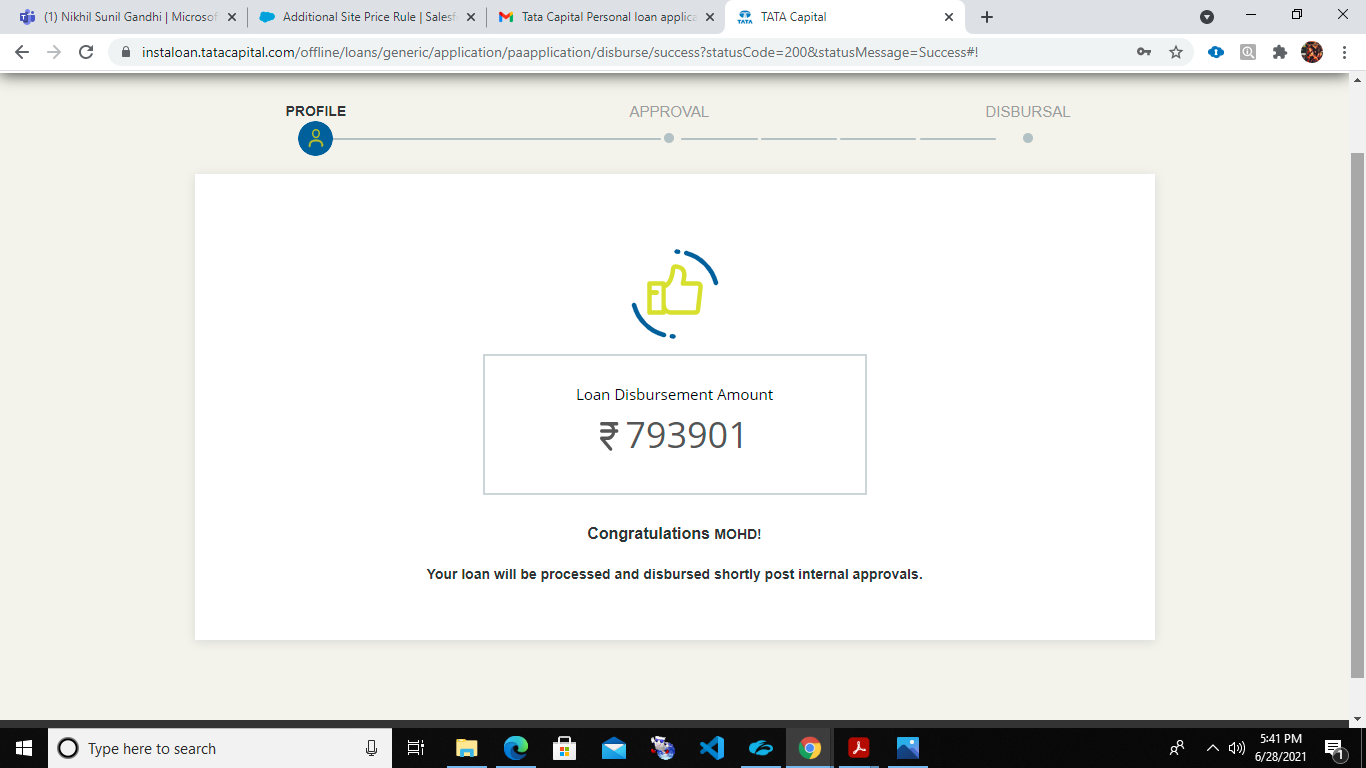 (1) Nikhil Sunil Gandhi | Microsof
Additional Site Price Rule | Salesf
Tata Capital Personal loan applica
TATA
TATA Capital
instaloan.tatacapital.com/offline/loans/generic/application/paapplication/disburse/success?statusCode=200&statusMessage=Success#!
PROFILE
APPROVAL
DISBURSAL
Loan Disbursement Amount
₹ 793901
Congratulations MOHD!
Your loan will be processed and disbursed shortly post internal approvals.
Type here to search
5:41 PM
6/28/2021
1